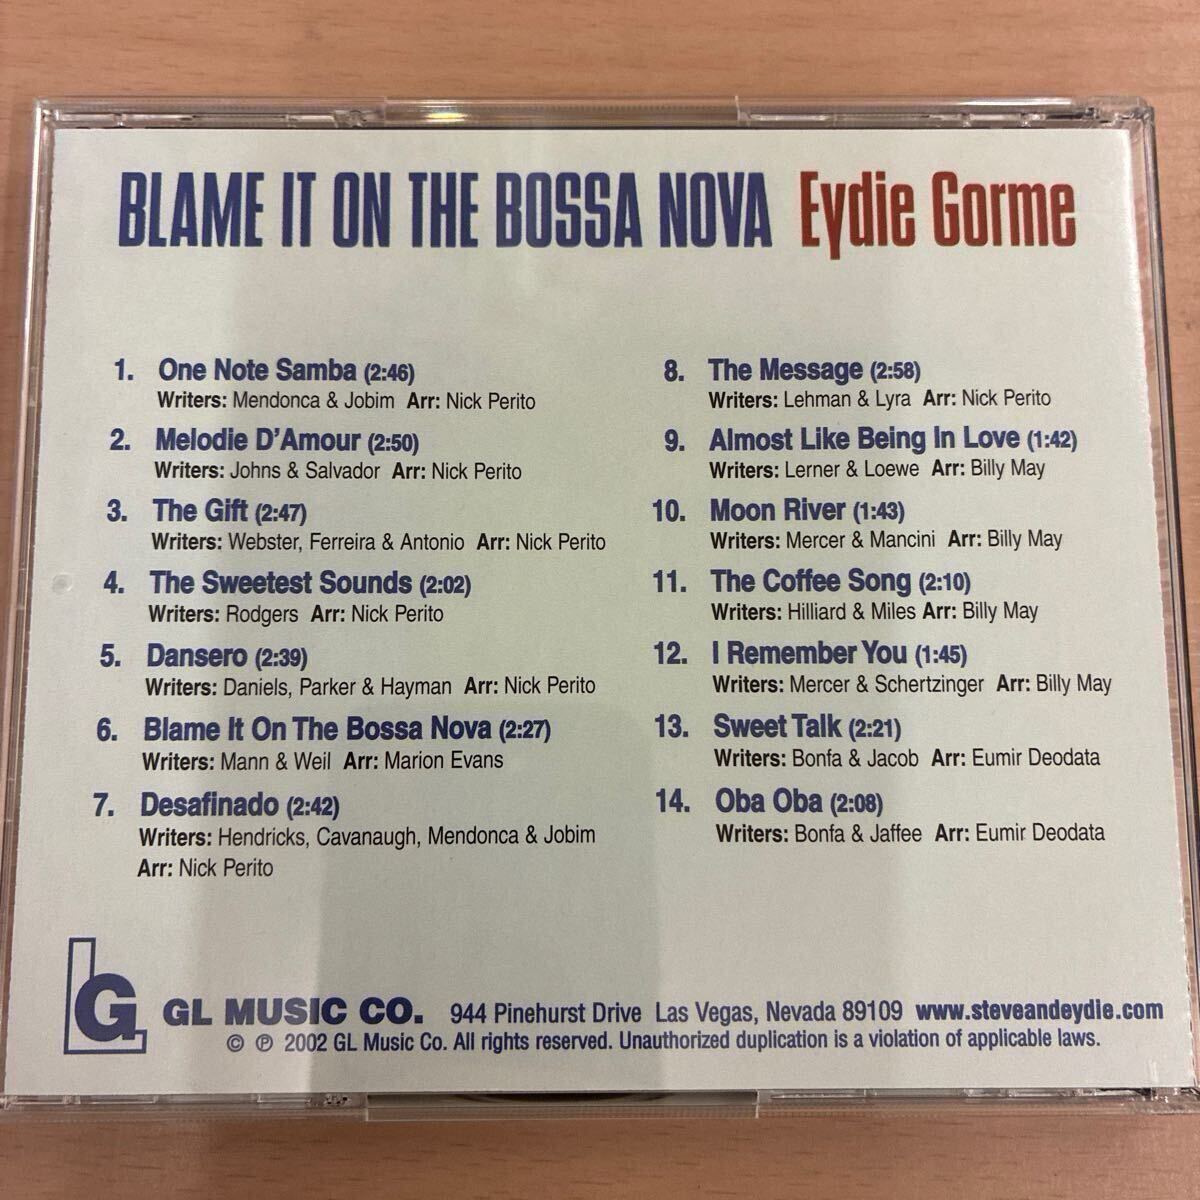 BLAME IT ON THE BOSSA NOVA Eydie Gorme
1. One Note Samba (2:46)
Writers: Mendonca & Jobim Arr: Nick Perito
2. Melodie D'Amour (2:50)
Writers: Johns & Salvador Arr: Nick Perito
3. The Gift (2:47)
Writers: Webster, Ferreira & Antonio Arr: Nick Perito
4. The Sweetest Sounds (2:02)
Writers: Rodgers Arr: Nick Perito
5. Dansero (2:39)
Writers: Daniels, Parker & Hayman Arr: Nick Perito
6. Blame It On The Bossa Nova (2:27)
Writers: Mann & Weil Arr: Marion Evans
7. Desafinado (2:42)
Writers: Hendricks, Cavanaugh, Mendonca & Jobim
Arr: Nick Perito
8. The Message (2:58)
Writers: Lehman & Lyra Arr: Nick Perito
9. Almost Like Being In Love (1:42)
Writers: Lerner & Loewe Arr: Billy May
10. Moon River (1:43)
Writers: Mercer & Mancini Arr: Billy May
11. The Coffee Song (2:10)
Writers: Hilliard & Miles Arr: Billy May
12. I Remember You (1:45)
Writers: Mercer & Schertzinger Arr: Billy May
13. Sweet Talk (2:21)
Writers: Bonfa & Jacob Arr: Eumir Deodata
14. Oba Oba (2:08)
Writers: Bonfa & Jaffee Arr: Eumir Deodata
LG GL MUSIC CO. 944 Pinehurst Drive Las Vegas, Nevada 89109 www.steveandeydie.com
© ℗ 2002 GL Music Co. All rights reserved. Unauthorized duplication is a violation of applicable laws.